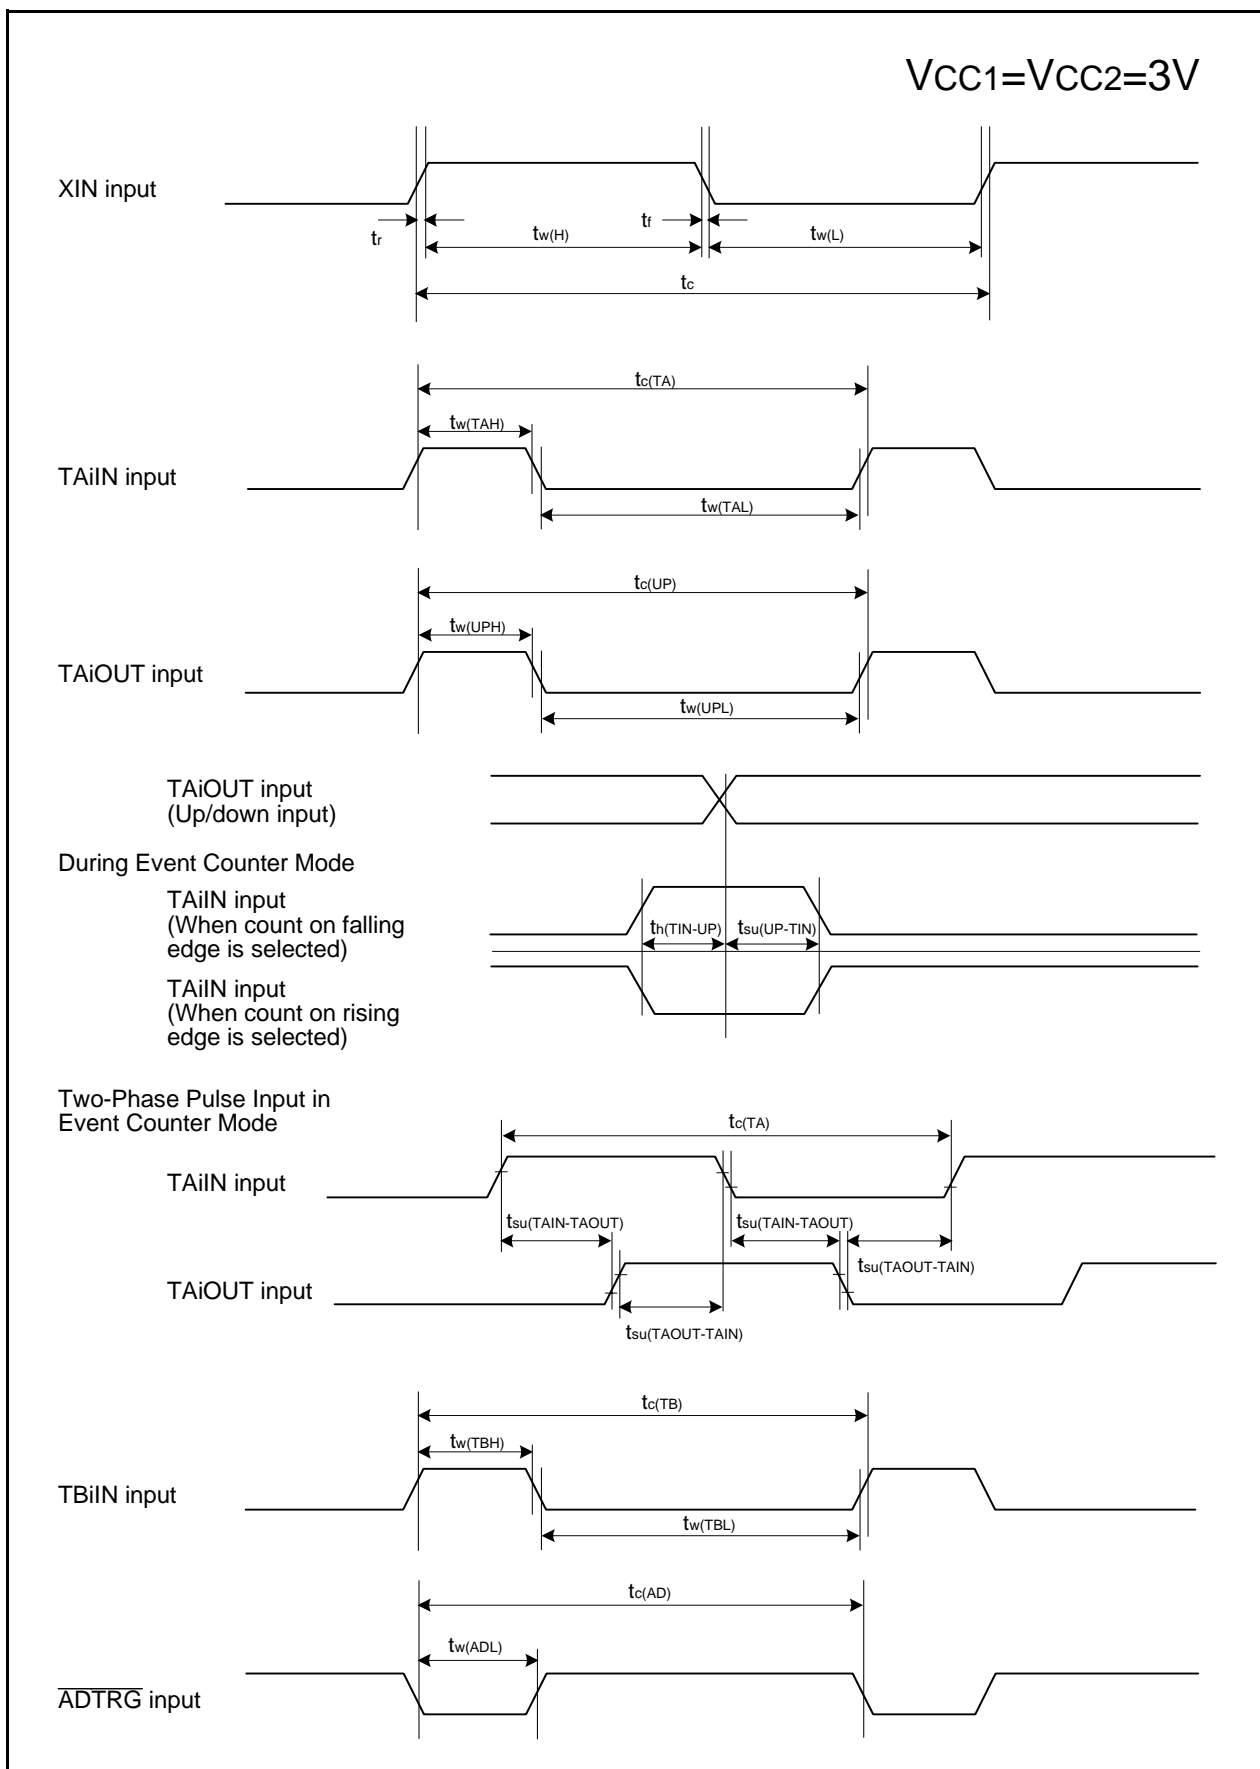 VCC1=VCC2=3V
XIN input
tr
tw(H)
tf
tw(L)
tc
tc(TA)
tw(TAH)
TAiIN input
tw(TAL)
tc(UP)
tw(UPH)
TAiOUT input
tw(UPL)
TAiOUT input
(Up/down input)
During Event Counter Mode
TAiIN input
(When count on falling
edge is selected)
th(TIN-UP)
tsu(UP-TIN)
TAiIN input
(When count on rising
edge is selected)
Two-Phase Pulse Input in
Event Counter Mode
tc(TA)
TAiIN input
tsu(TAIN-TAOUT)
tsu(TAIN-TAOUT)
tsu(TAOUT-TAIN)
TAiOUT input
tsu(TAOUT-TAIN)
tc(TB)
tw(TBH)
TBiIN input
tw(TBL)
tc(AD)
tw(ADL)
ADTRG input